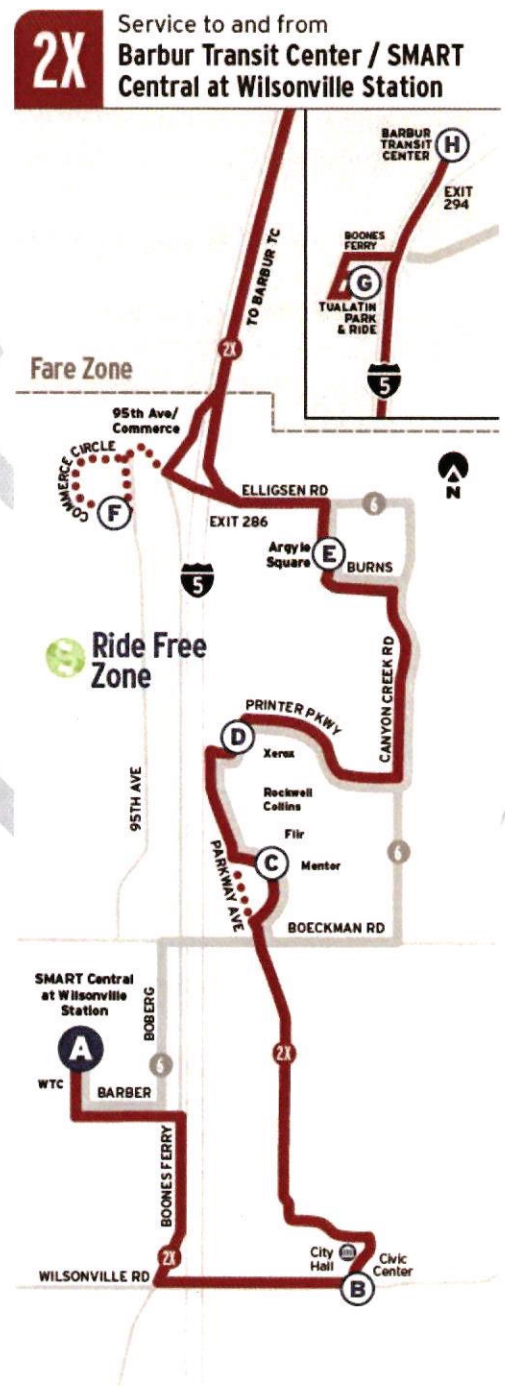 2X
Service to and from
Barbur Transit Center / SMART
Central at Wilsonville Station
BARBUR
TRANSIT
CENTER
H
EXIT
294
BOONES
FERRY
G
TUALATIN
PARK
& RIDE
5
TO BARBUR TC
2X
Fare Zone
95th Ave/
Commerce
COMMERCE CIRCLE
F
ELLIGSEN RD
EXIT 286
6
N
Argyle
Square
E
BURNS
5
S Ride Free
Zone
CANYON CREEK RD
PRINTER PKWY
D
Xerox
Rockwell
Collins
Flir
95TH AVE
C
Mentor
6
PARKWAY AVE
BOECKMAN RD
SMART Central
at Wilsonville
Station
BOBERG
A
2X
6
WTC
BARBER
BOONES FERRY
2X
City
Hall
Civic
Center
WILSONVILLE RD
B